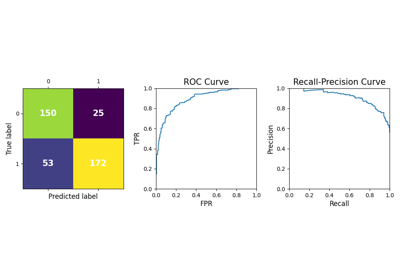 0 1
0
1
150 25
53 172
True label
Predicted label
ROC Curve
1.0
0.8
0.6
0.4
0.2
0.0
TPR
0.0 0.2 0.4 0.6 0.8 1.0
FPR
Recall-Precision Curve
1.0
0.8
0.6
0.4
0.2
0.0
Precision
0.0 0.2 0.4 0.6 0.8 1.0
Recall